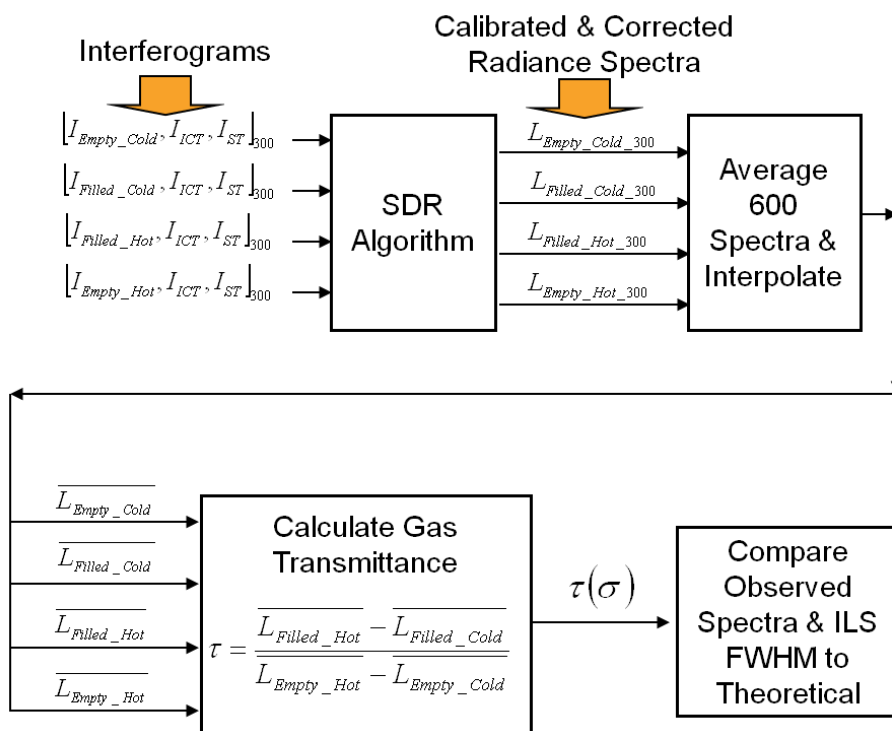 Interferograms
Calibrated & Corrected
Radiance Spectra
⌊I_Empty_Cold, I_ICT, I_ST⌋_300
⌊I_Filled_Cold, I_ICT, I_ST⌋_300
⌊I_Filled_Hot, I_ICT, I_ST⌋_300
⌊I_Empty_Hot, I_ICT, I_ST⌋_300
SDR
Algorithm
L_Empty_Cold_300
L_Filled_Cold_300
L_Filled_Hot_300
L_Empty_Hot_300
Average
600
Spectra &
Interpolate
L_Empty_Cold
L_Filled_Cold
L_Filled_Hot
L_Empty_Hot
Calculate Gas
Transmittance
τ = (L_Filled_Hot − L_Filled_Cold) / (L_Empty_Hot − L_Empty_Cold)
τ(σ)
Compare
Observed
Spectra & ILS
FWHM to
Theoretical